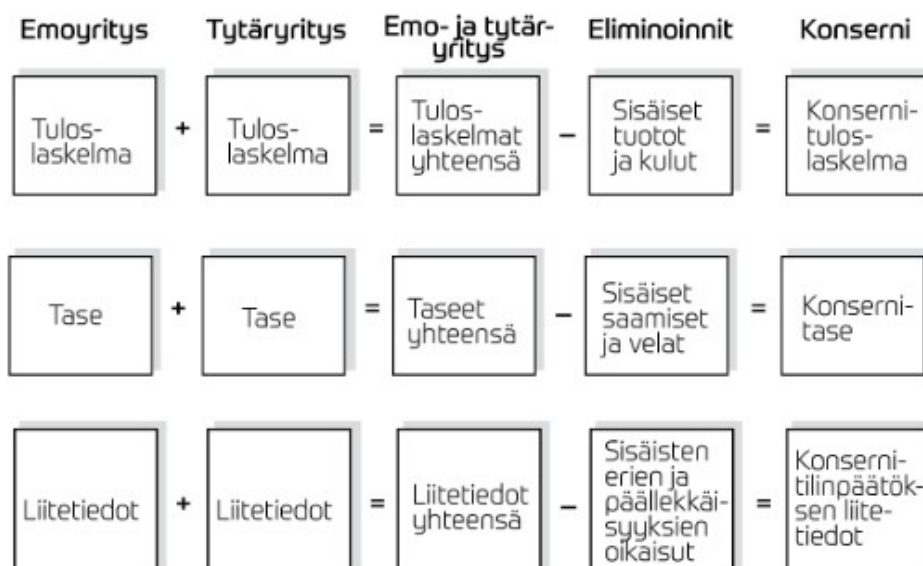 Emoyritys Tytäryritys Emo- ja tytär- Eliminoinnit Konserni
yritys
Tulos- + Tulos- = Tulos- – Sisäiset = Konserni-
laskelma laskelma laskelmat tuotot tulos-
yhteensä ja kulut laskelma
Tase + Tase = Taseet – Sisäiset = Konserni-
yhteensä saamiset tase
ja velat
Liitetiedot + Liitetiedot = Liitetiedot – Sisäisten = Konserni-
yhteensä erien ja tilinpäätök-
päällekkäi- sen liite-
syyksien tiedot
oikaisut